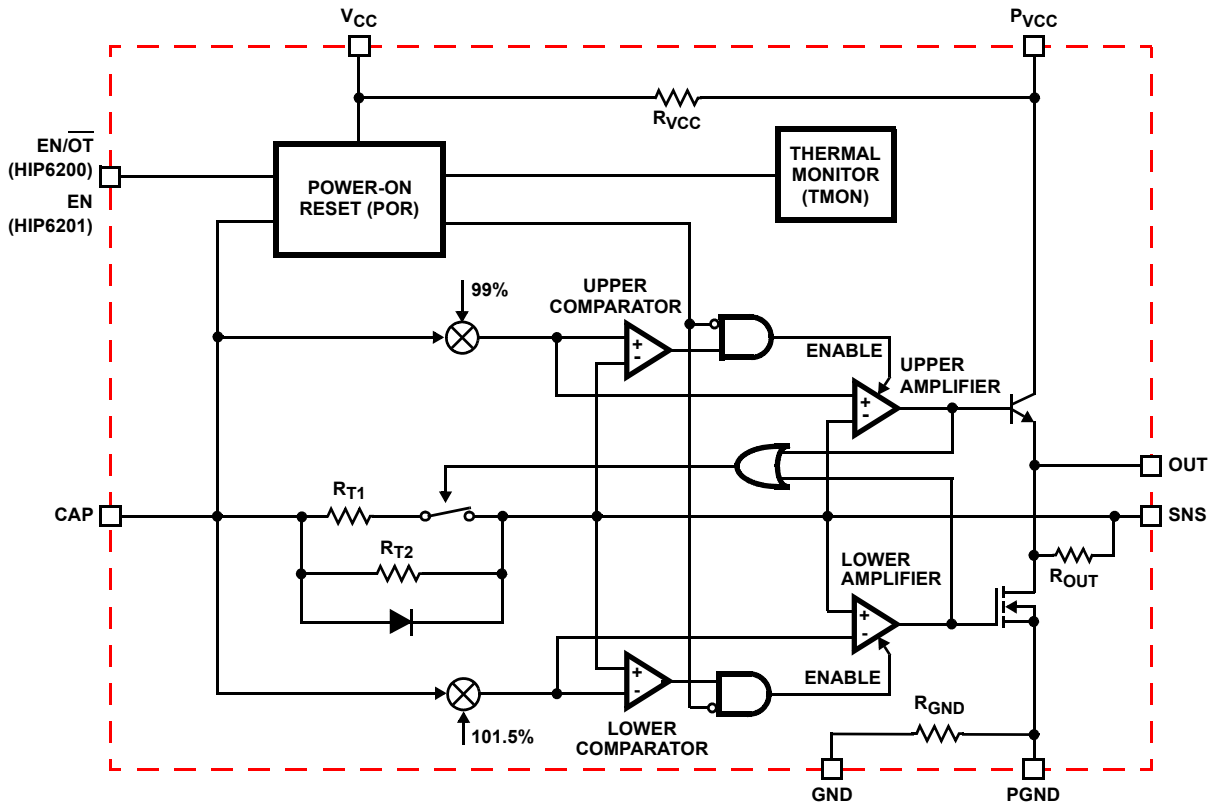 VCC
PVCC
RVCC
EN/OT
(HIP6200)
EN
(HIP6201)
POWER-ON
RESET (POR)
THERMAL
MONITOR
(TMON)
99%
UPPER
COMPARATOR
+
-
ENABLE
UPPER
AMPLIFIER
+
-
OUT
CAP
RT1
SNS
RT2
LOWER
AMPLIFIER
ROUT
+
-
ENABLE
+
-
101.5%
LOWER
COMPARATOR
RGND
GND
PGND